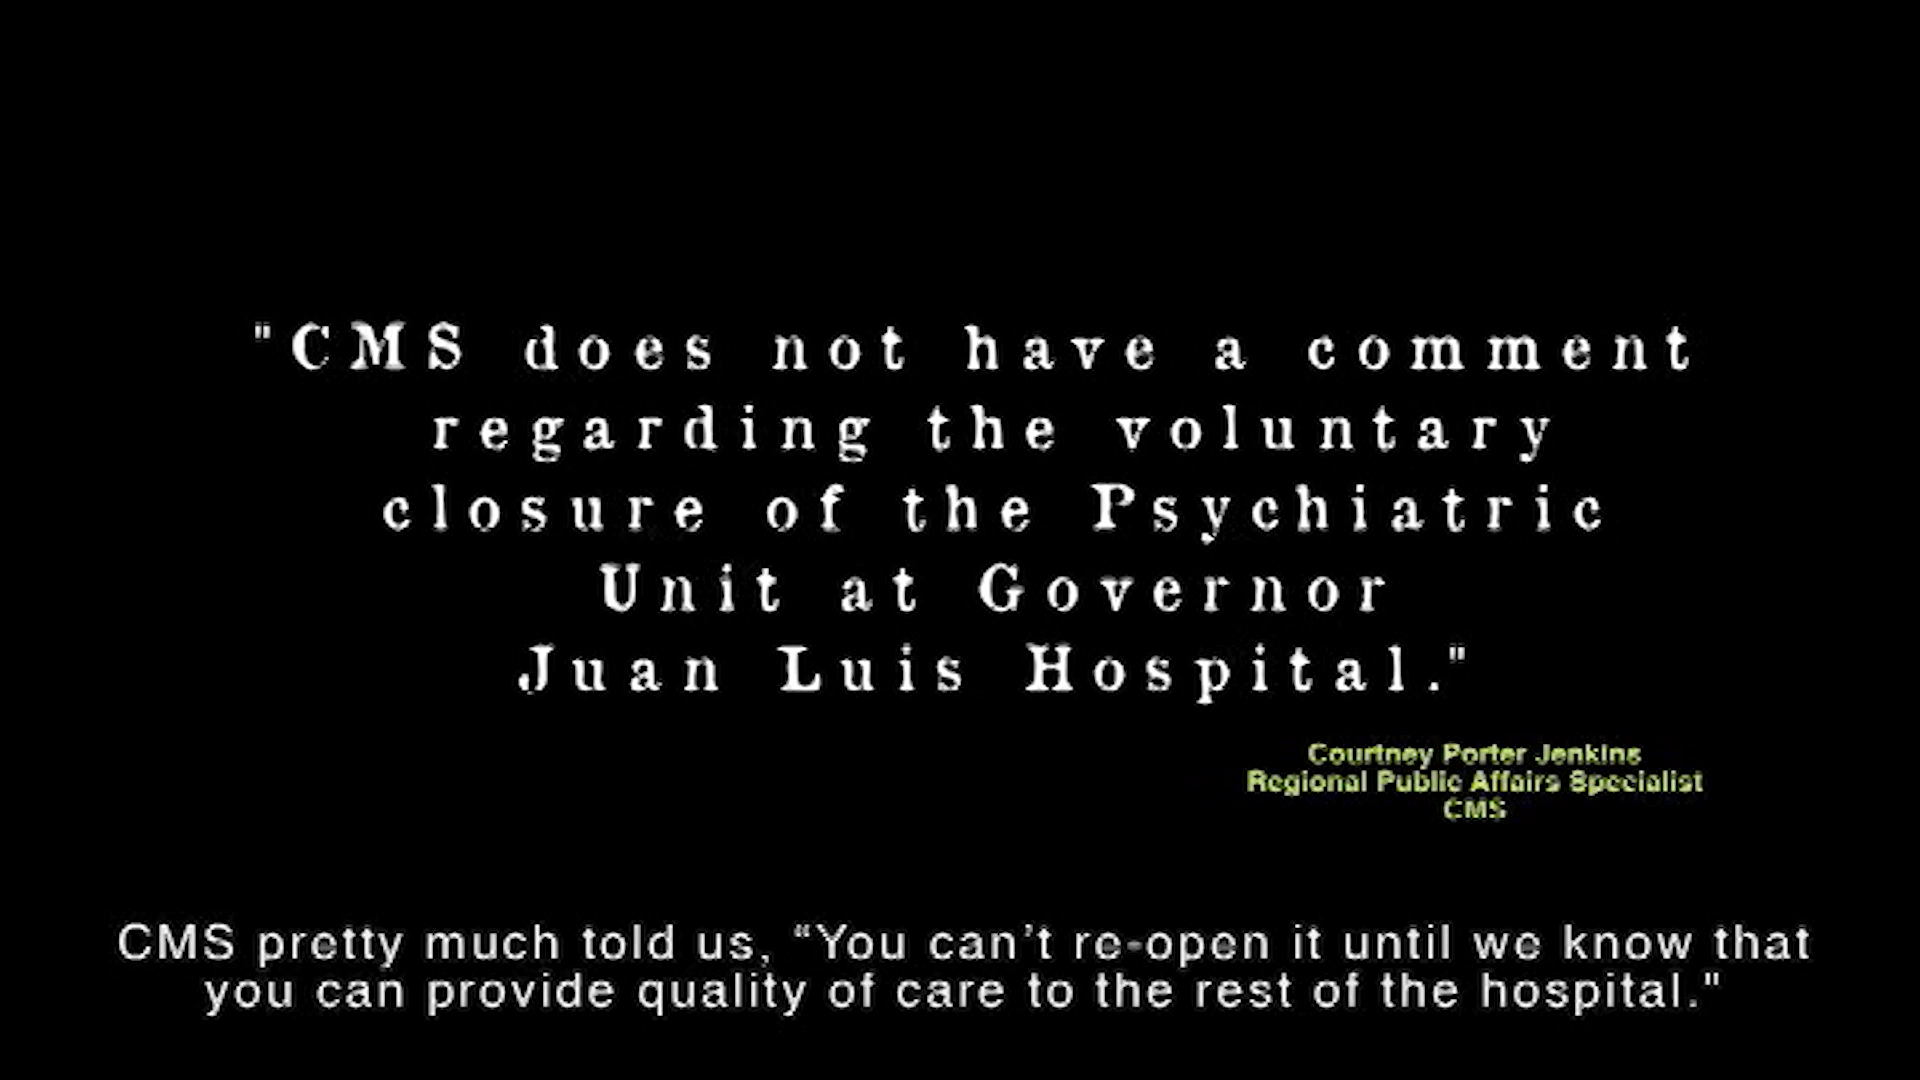 "CMS does not have a comment
regarding the voluntary
closure of the Psychiatric
Unit at Governor
Juan Luis Hospital."
Courtney Porter Jenkins
Regional Public Affairs Specialist
CMS
CMS pretty much told us, “You can’t re-open it until we know that
you can provide quality of care to the rest of the hospital."